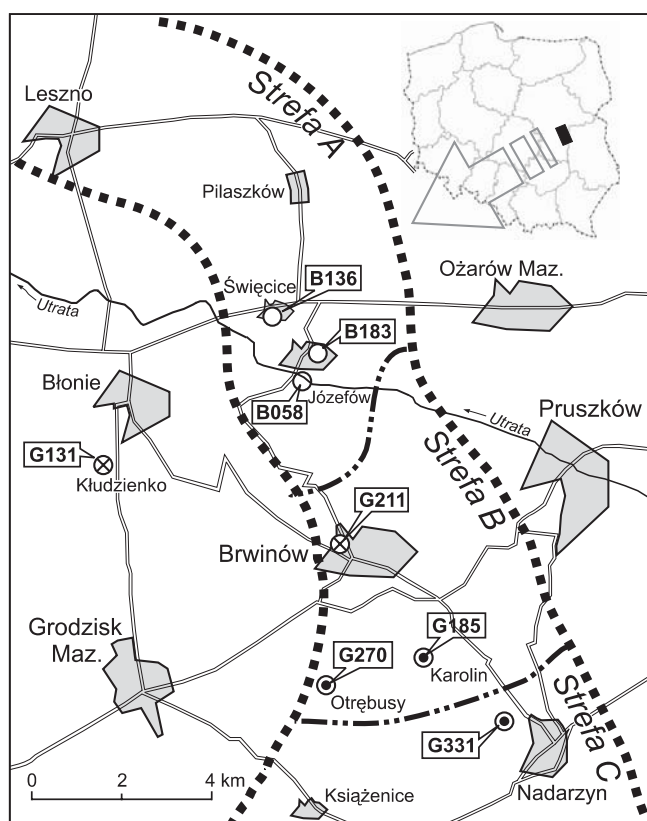 Strefa A
Leszno
Pilaszków
Święcice
B136
Ożarów Maz.
Utrata
B183
Błonie
Józefów
B058
Utrata
Pruszków
G131
Kłudzienko
Strefa B
G211
Brwinów
Grodzisk
Maz.
G185
G270
Karolin
Otrębusy
Strefa C
G331
0 2 4 km
Nadarzyn
Książenice